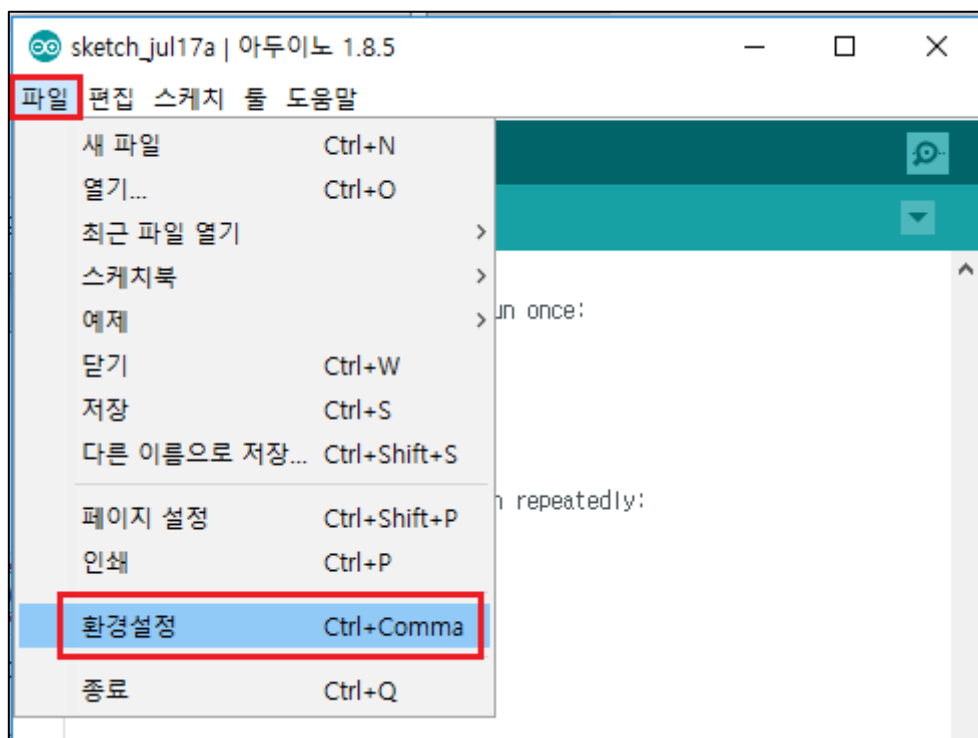 sketch_jul17a | 아두이노 1.8.5
파일 편집 스케치 툴 도움말
새 파일 Ctrl+N
열기... Ctrl+O
최근 파일 열기
스케치북
예제
un once:
닫기 Ctrl+W
저장 Ctrl+S
다른 이름으로 저장... Ctrl+Shift+S
n repeatedly:
페이지 설정 Ctrl+Shift+P
인쇄 Ctrl+P
환경설정 Ctrl+Comma
종료 Ctrl+Q